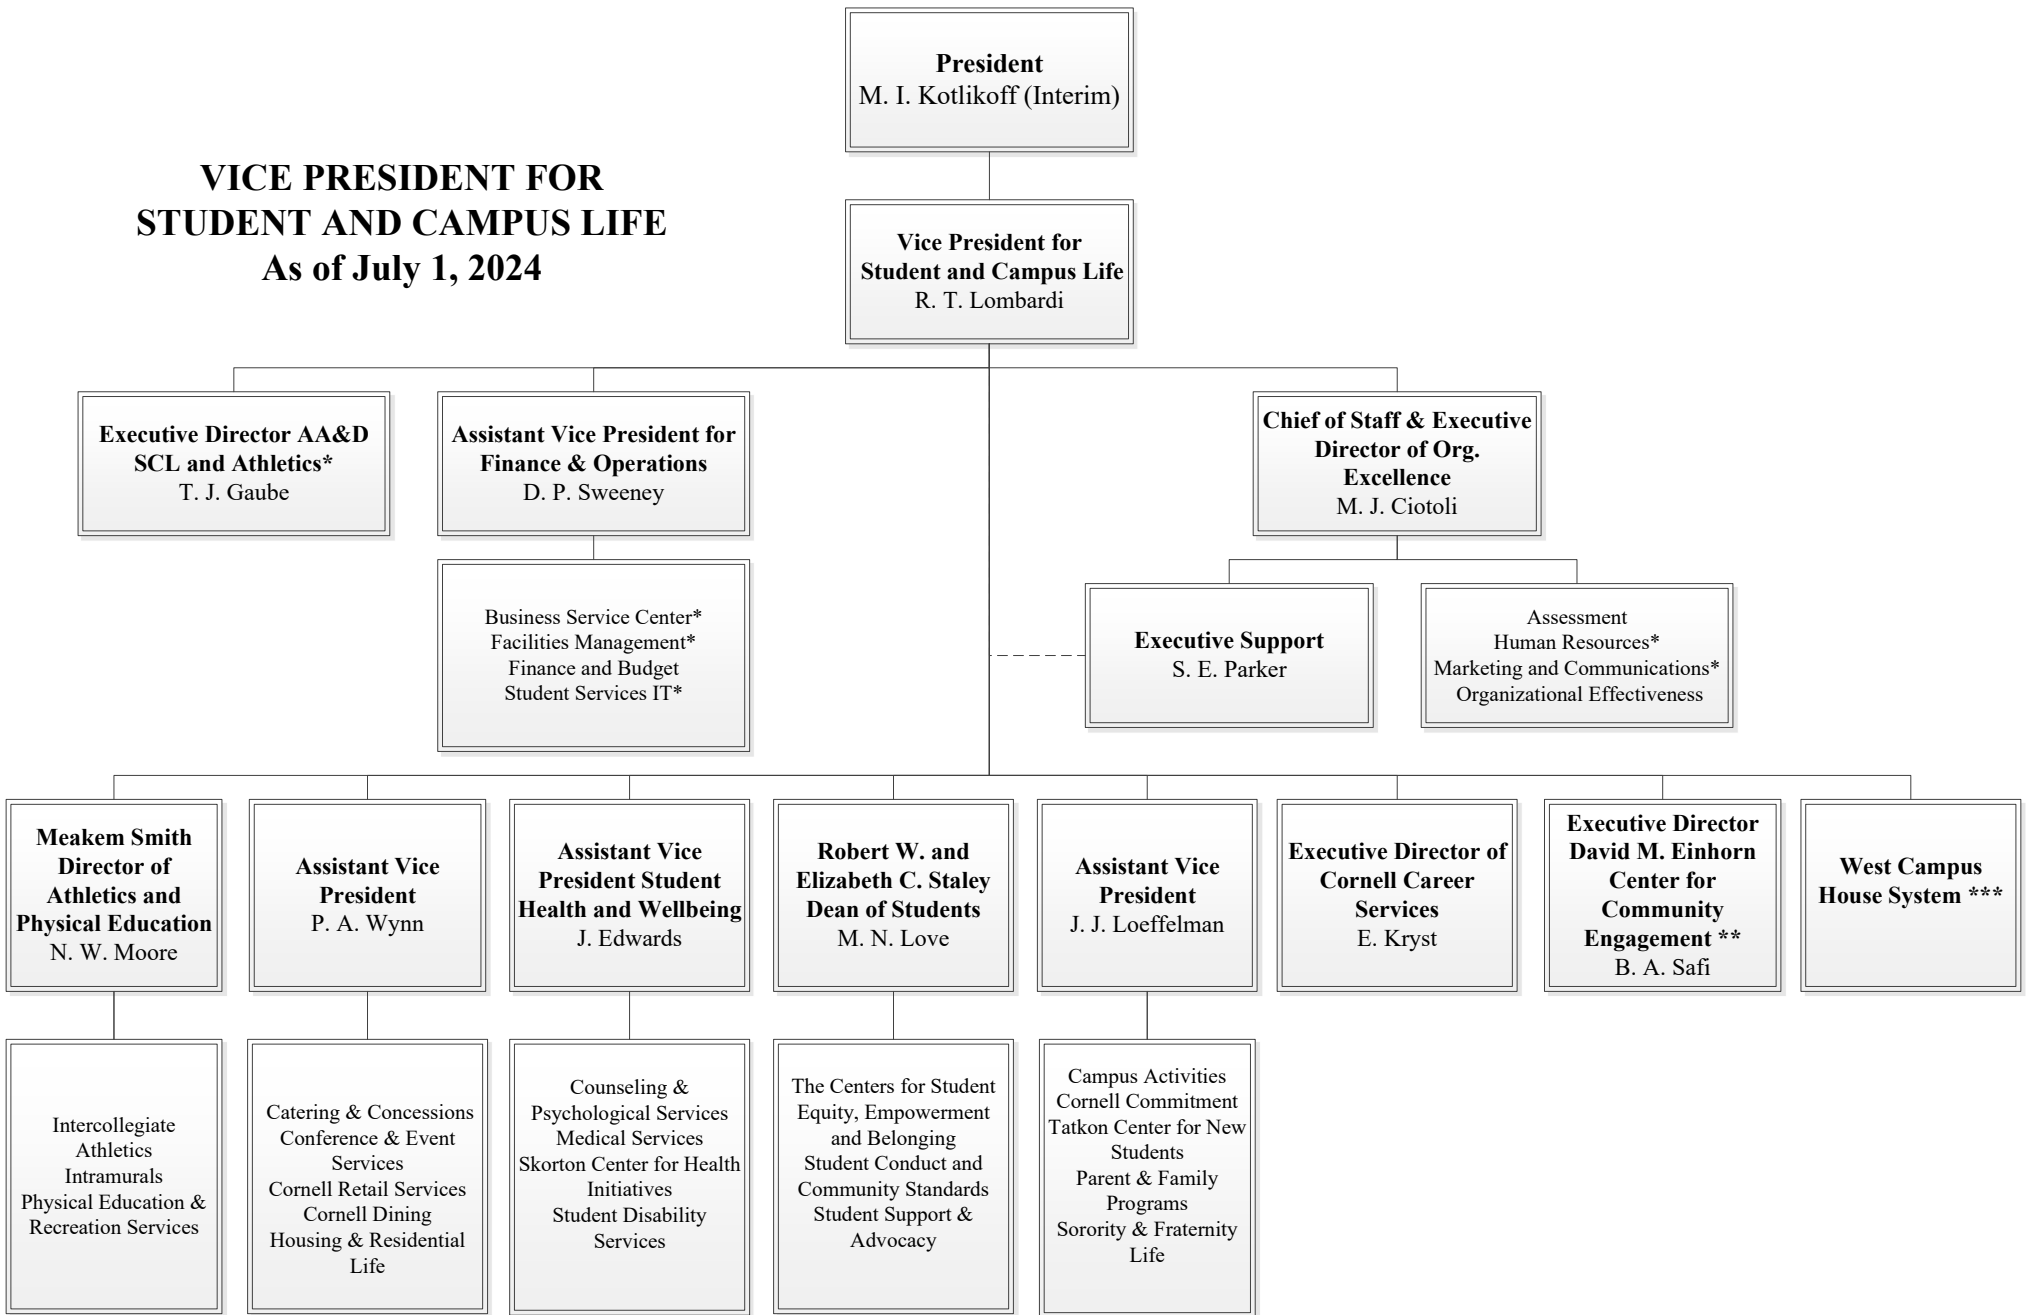 President
M. I. Kotlikoff (Interim)
VICE PRESIDENT FOR
STUDENT AND CAMPUS LIFE
As of July 1, 2024
Vice President for
Student and Campus Life
R. T. Lombardi
Executive Director AA&D
SCL and Athletics*
T. J. Gaube
Assistant Vice President for
Finance & Operations
D. P. Sweeney
Chief of Staff & Executive
Director of Org.
Excellence
M. J. Ciotoli
Business Service Center*
Facilities Management*
Finance and Budget
Student Services IT*
Executive Support
S. E. Parker
Assessment
Human Resources*
Marketing and Communications*
Organizational Effectiveness
Meakem Smith
Director of
Athletics and
Physical Education
N. W. Moore
Assistant Vice
President
P. A. Wynn
Assistant Vice
President Student
Health and Wellbeing
J. Edwards
Robert W. and
Elizabeth C. Staley
Dean of Students
M. N. Love
Assistant Vice
President
J. J. Loeffelman
Executive Director of
Cornell Career
Services
E. Kryst
Executive Director
David M. Einhorn
Center for
Community
Engagement **
B. A. Safi
West Campus
House System ***
Intercollegiate
Athletics
Intramurals
Physical Education &
Recreation Services
Catering & Concessions
Conference & Event
Services
Cornell Retail Services
Cornell Dining
Housing & Residential
Life
Counseling &
Psychological Services
Medical Services
Skorton Center for Health
Initiatives
Student Disability
Services
The Centers for Student
Equity, Empowerment
and Belonging
Student Conduct and
Community Standards
Student Support &
Advocacy
Campus Activities
Cornell Commitment
Tatkon Center for New
Students
Parent & Family
Programs
Sorority & Fraternity
Life